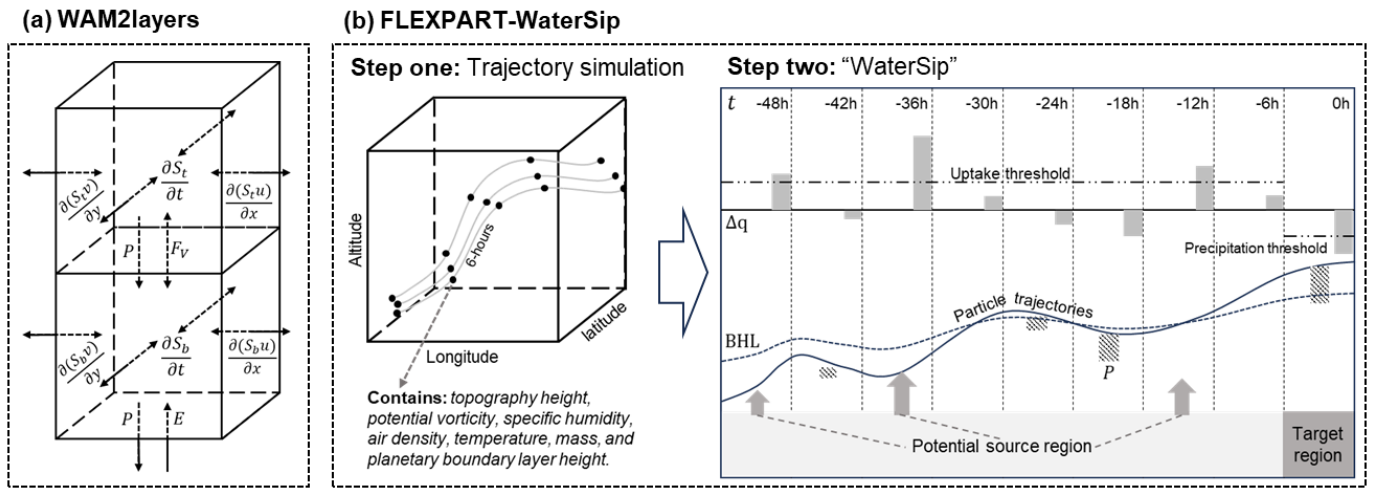 (a) WAM2layers
∂S_t/∂t
∂(S_t v)/∂y
∂(S_t u)/∂x
P
F_V
∂S_b/∂t
∂(S_b v)/∂y
∂(S_b u)/∂x
P
E
(b) FLEXPART-WaterSip
Step one: Trajectory simulation
Altitude
6-hours
latitude
Longitude
Contains: topography height,
potential vorticity, specific humidity,
air density, temperature, mass, and
planetary boundary layer height.
Step two: “WaterSip”
t -48h -42h -36h -30h -24h -18h -12h -6h 0h
Uptake threshold
Δq
Precipitation threshold
Particle trajectories
BHL
P
Potential source region
Target
region